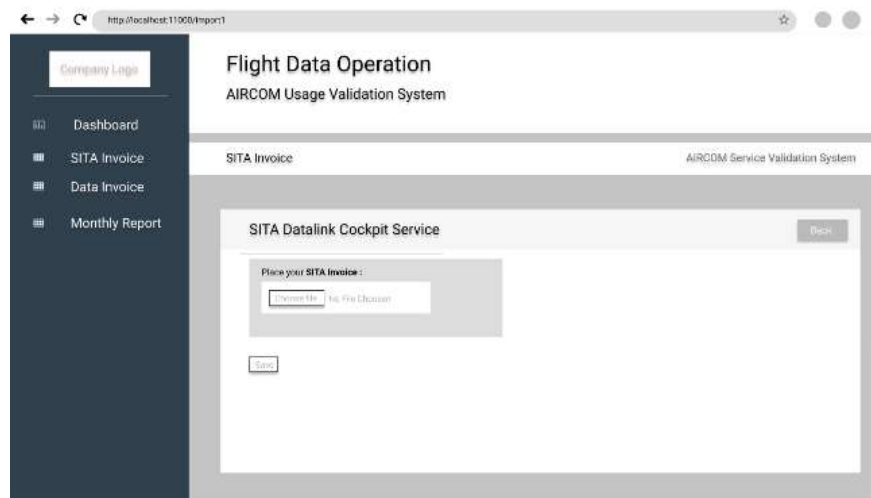 http://localhost:11000/import1
Company Logo
Flight Data Operation
AIRCOM Usage Validation System
Dashboard
SITA Invoice
Data Invoice
Monthly Report
SITA Invoice
AIRCOM Service Validation System
SITA Datalink Cockpit Service
Back
Place your SITA Invoice :
Choose file No File Choosen
Save